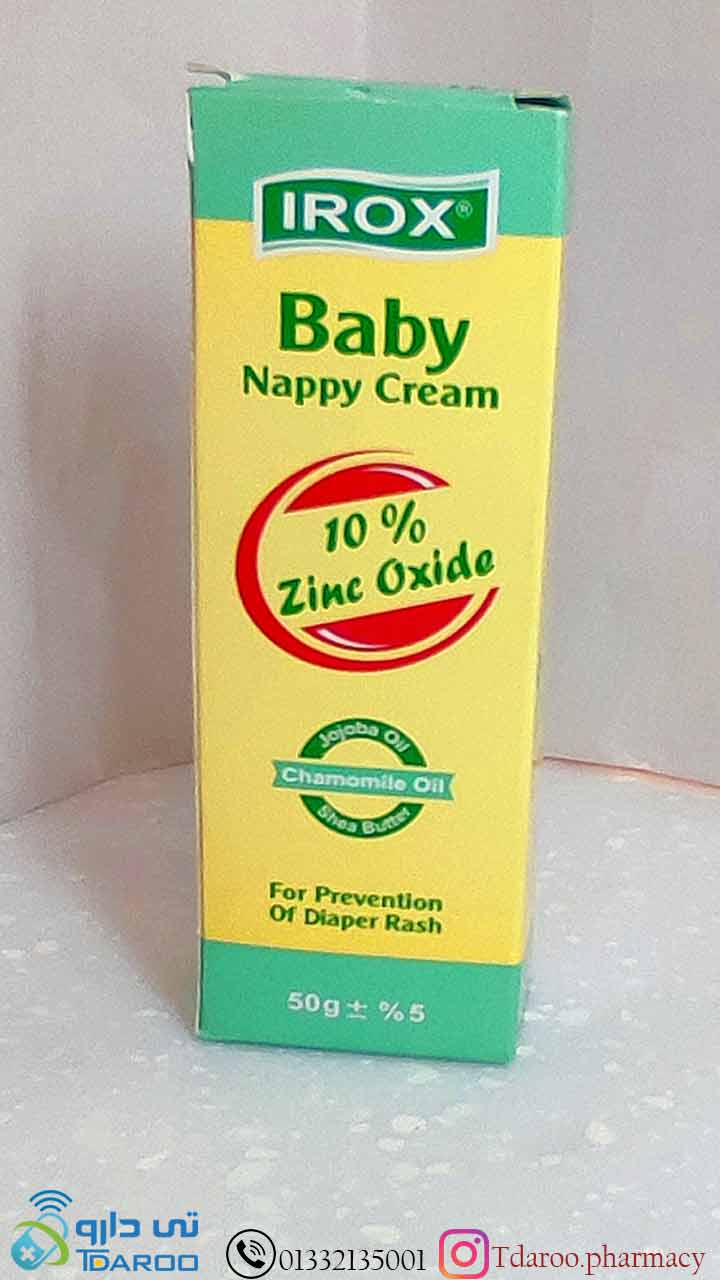 IROX®
Baby
Nappy Cream
10 %
Zinc Oxide
Jojoba Oil
Chamomile Oil
Shea Butter
For Prevention
Of Diaper Rash
50g ± %5
تی دارو
TDAROO
01332135001
Tdaroo.pharmacy